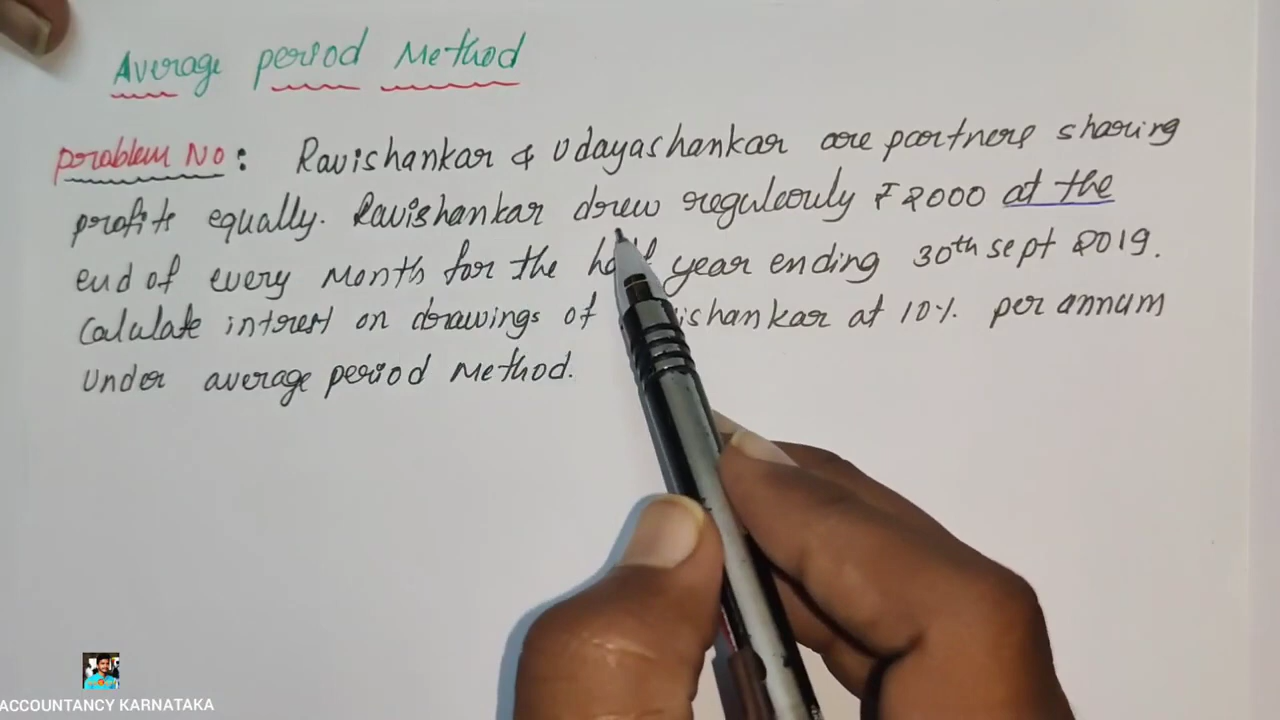 Average period Method
Problem No: Ravishankar & Udayashankar are partners sharing
profits equally. Ravishankar drew regularly ₹2000 at the
end of every Month for the year ending 30th sept 2019.
Calulate interest on drawings of at 10% per annum
Under average period Method.
ACCOUNTANCY KARNATAKA